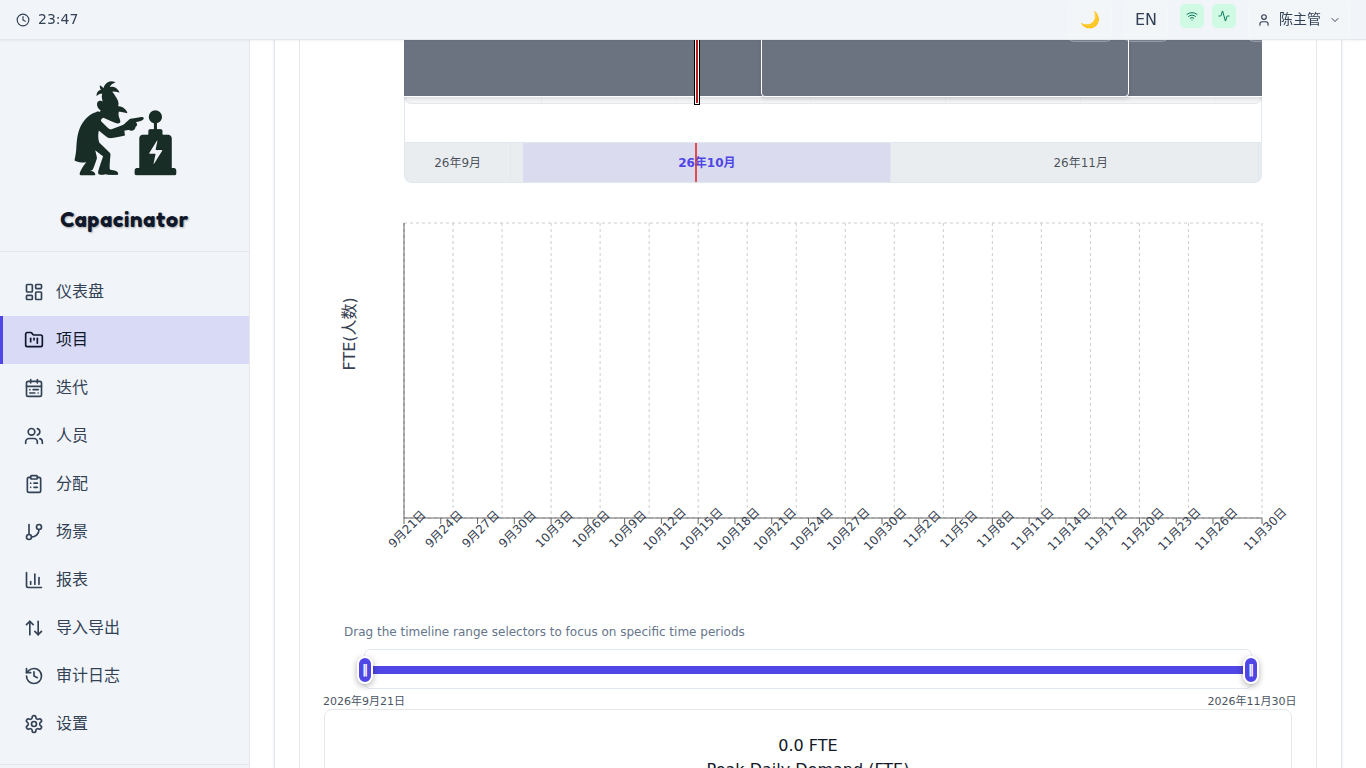 23:47
EN
陈主管
Capacinator
仪表盘
项目
迭代
人员
分配
场景
报表
导入导出
审计日志
设置
26年9月
26年10月
26年11月
FTE(人数)
9月21日
9月24日
9月27日
9月30日
10月3日
10月6日
10月9日
10月12日
10月15日
10月18日
10月21日
10月24日
10月27日
10月30日
11月2日
11月5日
11月8日
11月11日
11月14日
11月17日
11月20日
11月23日
11月26日
11月30日
Drag the timeline range selectors to focus on specific time periods
2026年9月21日
2026年11月30日
0.0 FTE
Peak Daily Demand (FTE)